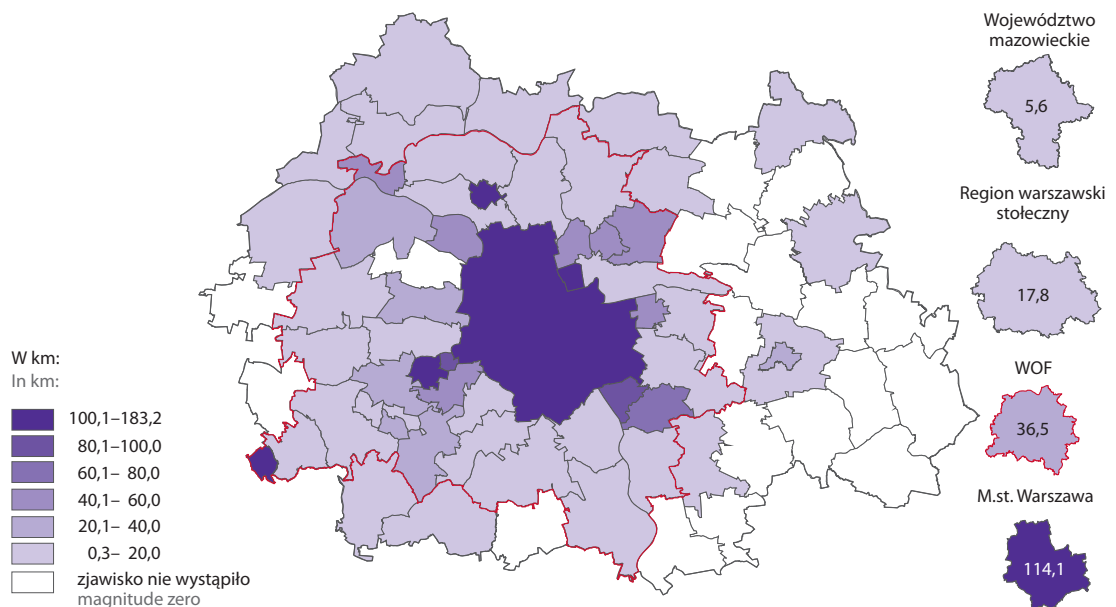 Województwo
mazowieckie
5,6
Region warszawski
stołeczny
17,8
WOF
36,5
M.st. Warszawa
114,1
W km:
In km:
100,1–183,2
80,1–100,0
60,1– 80,0
40,1– 60,0
20,1– 40,0
0,3– 20,0
zjawisko nie wystąpiło
magnitude zero